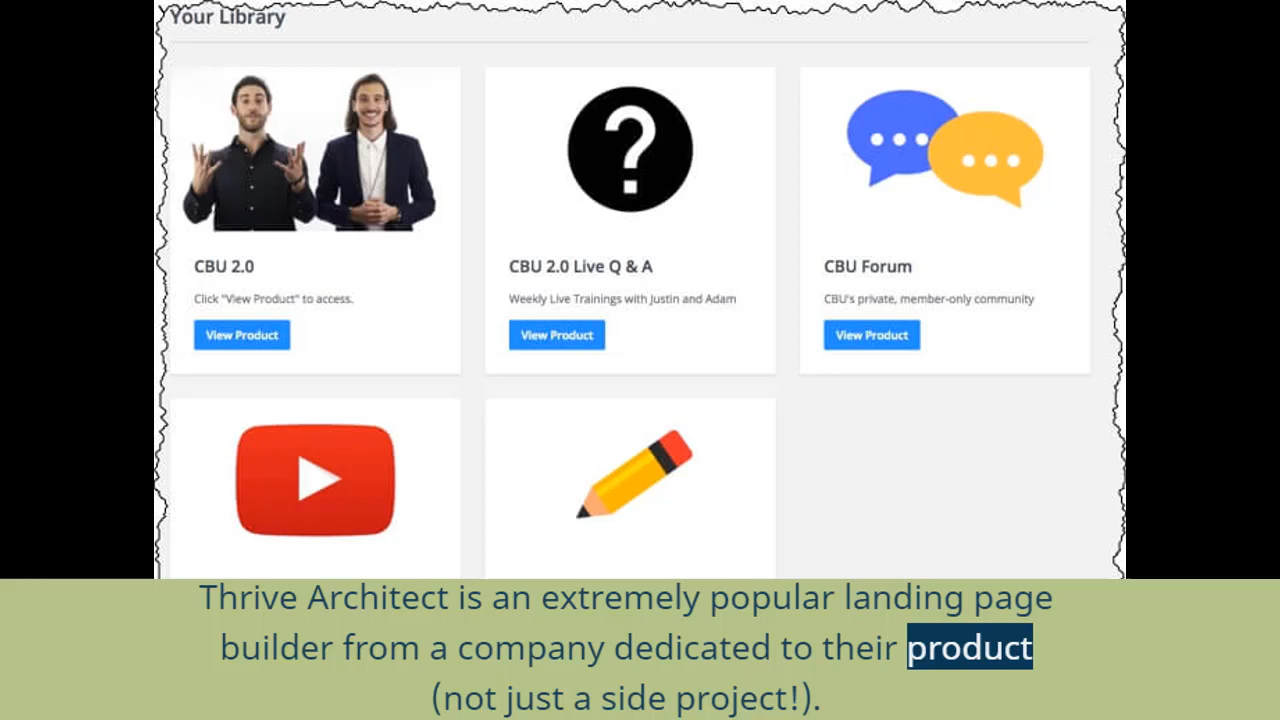 Your Library
CBU 2.0
Click "View Product" to access.
View Product
CBU 2.0 Live Q & A
Weekly Live Trainings with Justin and Adam
View Product
CBU Forum
CBU's private, member-only community
View Product
Thrive Architect is an extremely popular landing page
builder from a company dedicated to their product
(not just a side project!).